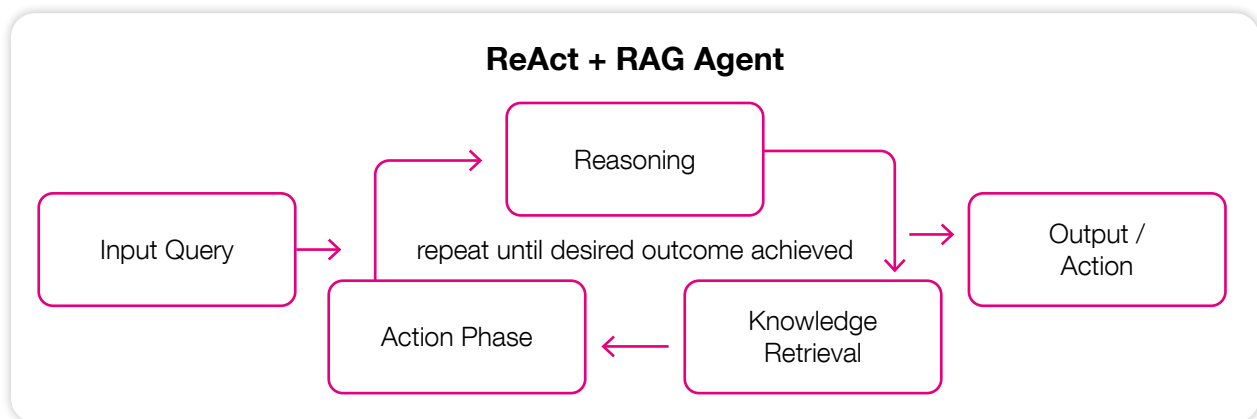 ReAct + RAG Agent
Reasoning
Input Query
repeat until desired outcome achieved
Output /
Action
Action Phase
Knowledge
Retrieval